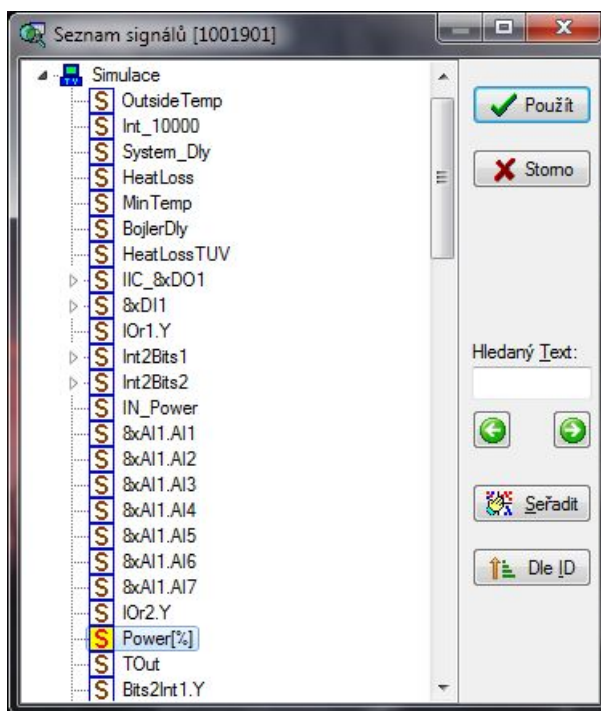 Seznam signálů [1001901]
Simulace
OutsideTemp
Int_10000
System_Dly
HeatLoss
MinTemp
BojlerDly
HeatLossTUV
IIC_8xDO1
8xDI1
IOr1.Y
Int2Bits1
Int2Bits2
IN_Power
8xAI1.AI1
8xAI1.AI2
8xAI1.AI3
8xAI1.AI4
8xAI1.AI5
8xAI1.AI6
8xAI1.AI7
IOr2.Y
Power[%]
TOut
Bits2Int1.Y
Použít
Storno
Hledaný Text:
Seřadit
Dle ID